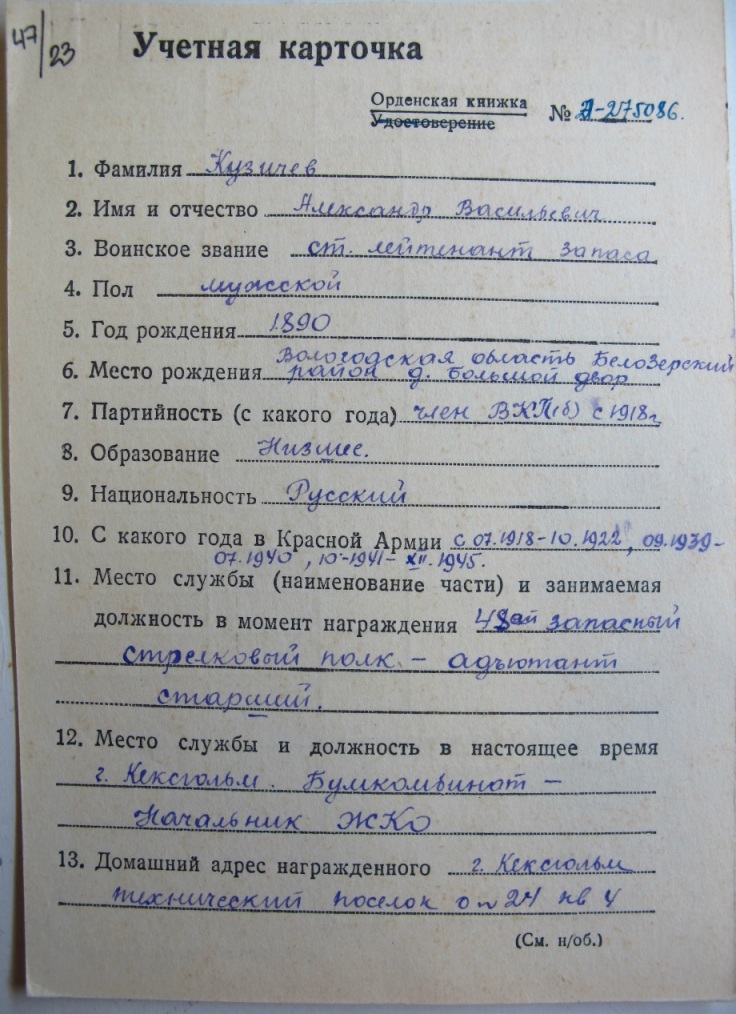 47/23
Учетная карточка
Орденская книжка
Удостоверение
№ А-275086.
1. Фамилия Кузичев
2. Имя и отчество Александр Васильевич
3. Воинское звание ст. лейтенант запаса
4. Пол мужской
5. Год рождения 1890
Вологодская область Белозерский
6. Место рождения район д. Большой двор
7. Партийность (с какого года) член ВКП(б) с 1918г
8. Образование Низшее.
9. Национальность Русский
10. С какого года в Красной Армии с 07.1918-10.1922, 09.1939-
07.1940, 10-1941-XII.1945.
11. Место службы (наименование части) и занимаемая
должность в момент награждения 48ой запасный
стрелковый полк - адъютант
старший.
12. Место службы и должность в настоящее время
г. Кексгольм. Бумкомбинат -
Начальник ЖКО
13. Домашний адрес награжденного г. Кексгольм
технический поселок 24 кв 4
(См. н/об.)